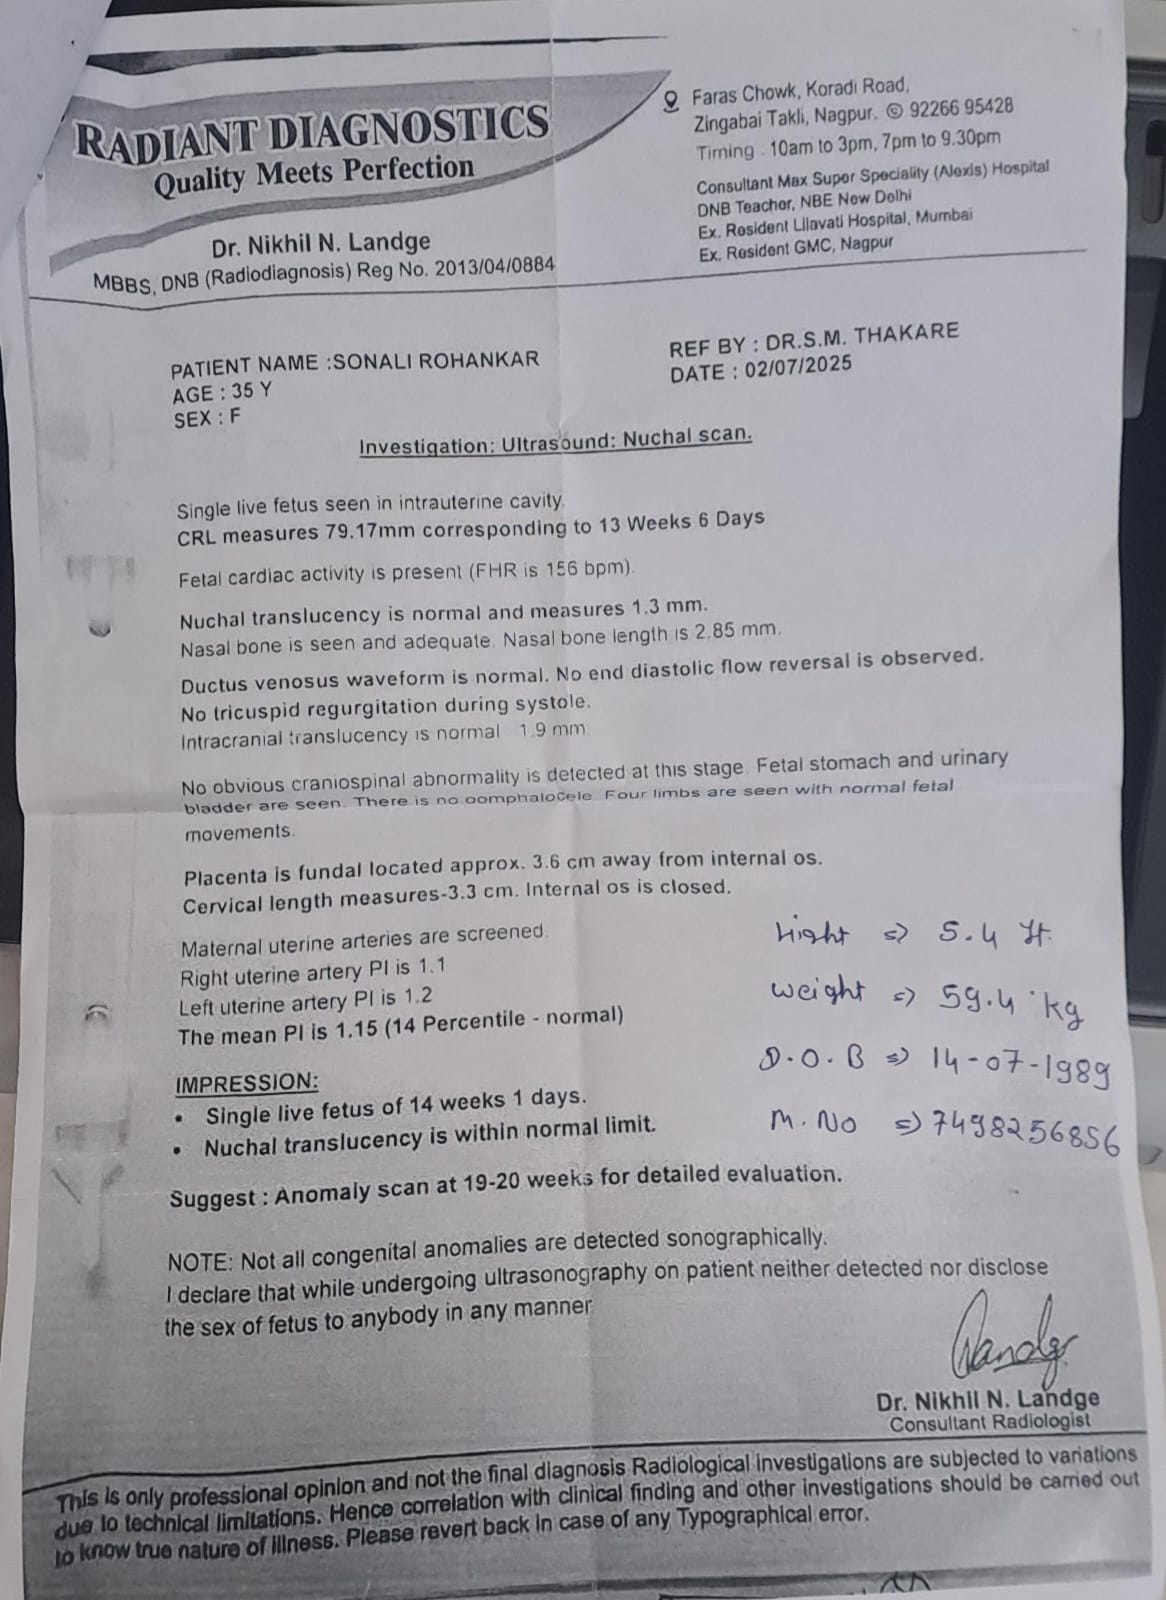 RADIANT DIAGNOSTICS
Quality Meets Perfection
Dr. Nikhil N. Landge
MBBS, DNB (Radiodiagnosis) Reg No. 2013/04/0884
Faras Chowk, Koradi Road,
Zingabai Takli, Nagpur. ✆ 92266 95428
Timing : 10am to 3pm, 7pm to 9.30pm
Consultant Max Super Speciality (Alexis) Hospital
DNB Teacher, NBE New Delhi
Ex. Resident Lilavati Hospital, Mumbai
Ex. Resident GMC, Nagpur
PATIENT NAME :SONALI ROHANKAR
AGE : 35 Y
SEX : F
REF BY : DR.S.M. THAKARE
DATE : 02/07/2025
Investigation: Ultrasound: Nuchal scan.
Single live fetus seen in intrauterine cavity.
CRL measures 79.17mm corresponding to 13 Weeks 6 Days
Fetal cardiac activity is present (FHR is 156 bpm).
Nuchal translucency is normal and measures 1.3 mm.
Nasal bone is seen and adequate. Nasal bone length is 2.85 mm.
Ductus venosus waveform is normal. No end diastolic flow reversal is observed.
No tricuspid regurgitation during systole.
Intracranial translucency is normal 1.9 mm.
No obvious craniospinal abnormality is detected at this stage. Fetal stomach and urinary
bladder are seen. There is no oomphalocele. Four limbs are seen with normal fetal
movements.
Placenta is fundal located approx. 3.6 cm away from internal os.
Cervical length measures-3.3 cm. Internal os is closed.
Maternal uterine arteries are screened.
Right uterine artery PI is 1.1
Left uterine artery PI is 1.2
The mean PI is 1.15 (14 Percentile - normal)
Hight => 5.4 ft.
weight => 59.4 kg
D.O.B => 14-07-1989
M.No => 7498256856
IMPRESSION:
• Single live fetus of 14 weeks 1 days.
• Nuchal translucency is within normal limit.
Suggest : Anomaly scan at 19-20 weeks for detailed evaluation.
NOTE: Not all congenital anomalies are detected sonographically.
I declare that while undergoing ultrasonography on patient neither detected nor disclose
the sex of fetus to anybody in any manner
Landge
Dr. Nikhil N. Landge
Consultant Radiologist
This is only professional opinion and not the final diagnosis Radiological investigations are subjected to variations
due to technical limitations. Hence correlation with clinical finding and other investigations should be carried out
to know true nature of illness. Please revert back in case of any Typographical error.